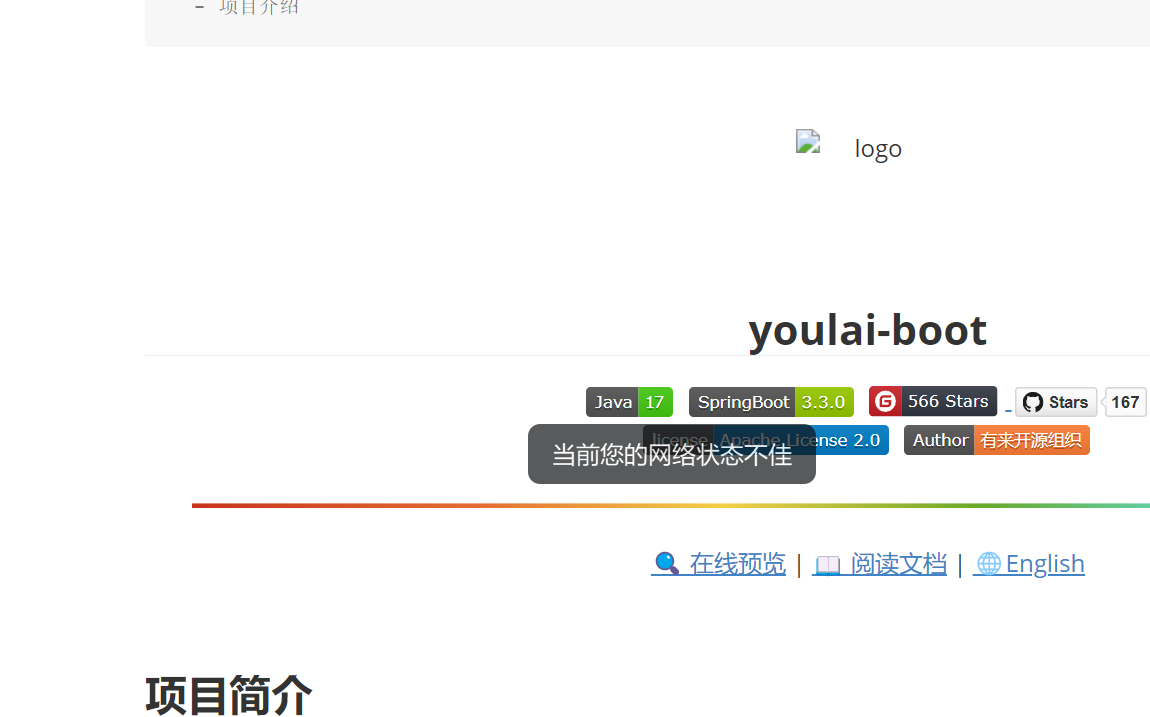 - 项目介绍
logo
youlai-boot
Java 17 SpringBoot 3.3.0 566 Stars Stars 167
license Apache License 2.0 Author 有来开源组织
当前您的网络状态不佳
在线预览 | 阅读文档 | English
项目简介